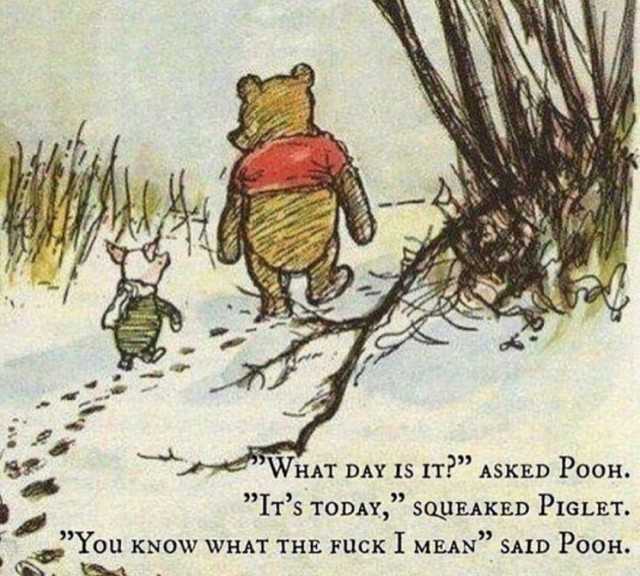 ”What day is it?” asked Pooh.
”It’s today,” squeaked Piglet.
”You know what the fuck I mean” said Pooh.